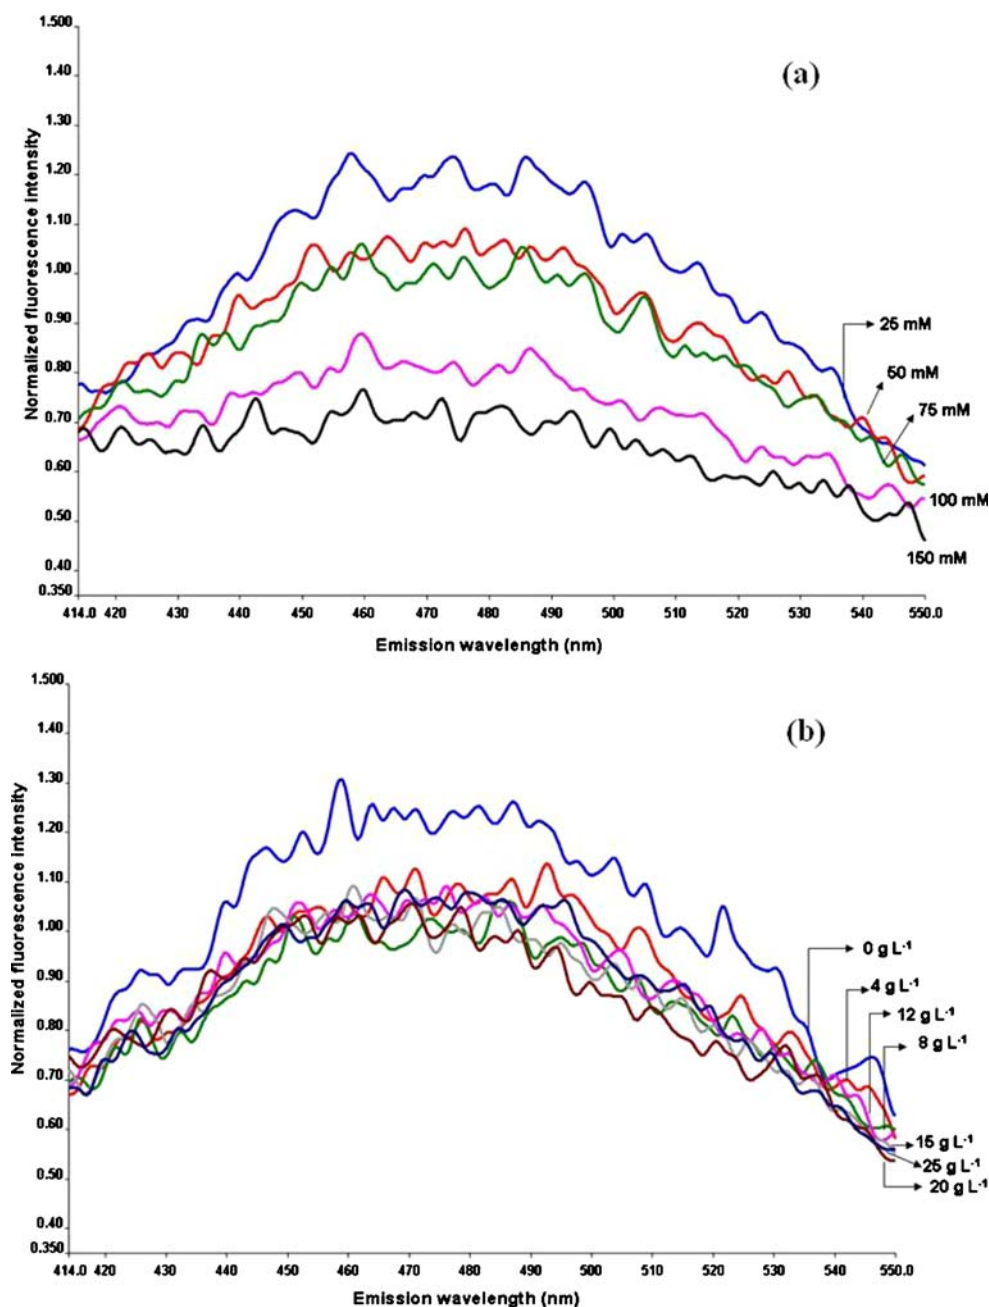 (a)
Normalized fluorescence intensity
1.500
1.40
1.30
1.20
1.10
1.00
0.90
0.80
0.70
0.60
0.50
0.40
0.350
25 mM
50 mM
75 mM
100 mM
150 mM
414.0 420 430 440 450 460 470 480 490 500 510 520 530 540 550.0
Emission wavelength (nm)
(b)
Normalized fluorescence intensity
1.500
1.40
1.30
1.20
1.10
1.00
0.90
0.80
0.70
0.60
0.50
0.40
0.350
0 g L⁻¹
4 g L⁻¹
12 g L⁻¹
8 g L⁻¹
15 g L⁻¹
25 g L⁻¹
20 g L⁻¹
414.0 420 430 440 450 460 470 480 490 500 510 520 530 540 550.0
Emission wavelength (nm)